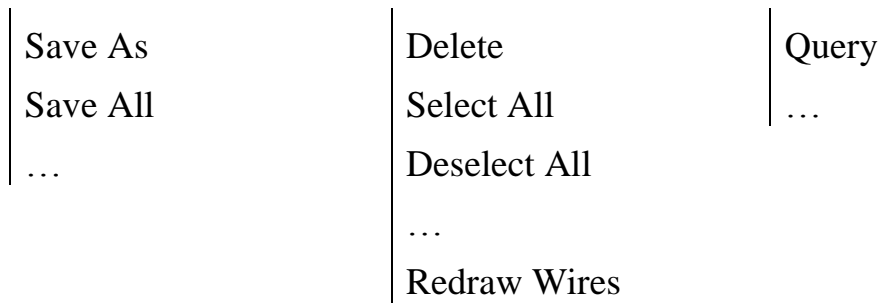 Save As
Save All
…
Delete
Select All
Deselect All
…
Redraw Wires
Query
…